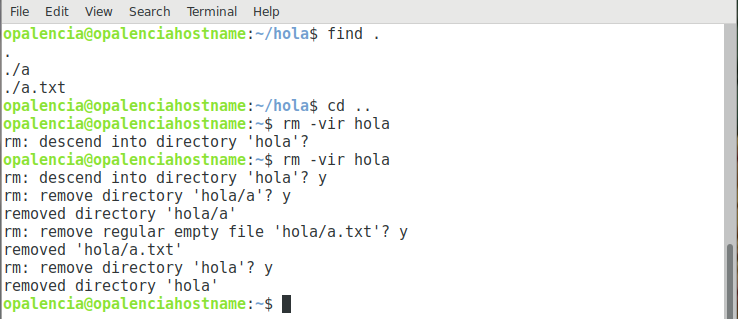 File Edit View Search Terminal Help
opalencia@opalenciahostname:~/hola$ find .
.
./a
./a.txt
opalencia@opalenciahostname:~/hola$ cd ..
opalencia@opalenciahostname:~$ rm -vir hola
rm: descend into directory 'hola'?
opalencia@opalenciahostname:~$ rm -vir hola
rm: descend into directory 'hola'? y
rm: remove directory 'hola/a'? y
removed directory 'hola/a'
rm: remove regular empty file 'hola/a.txt'? y
removed 'hola/a.txt'
rm: remove directory 'hola'? y
removed directory 'hola'
opalencia@opalenciahostname:~$